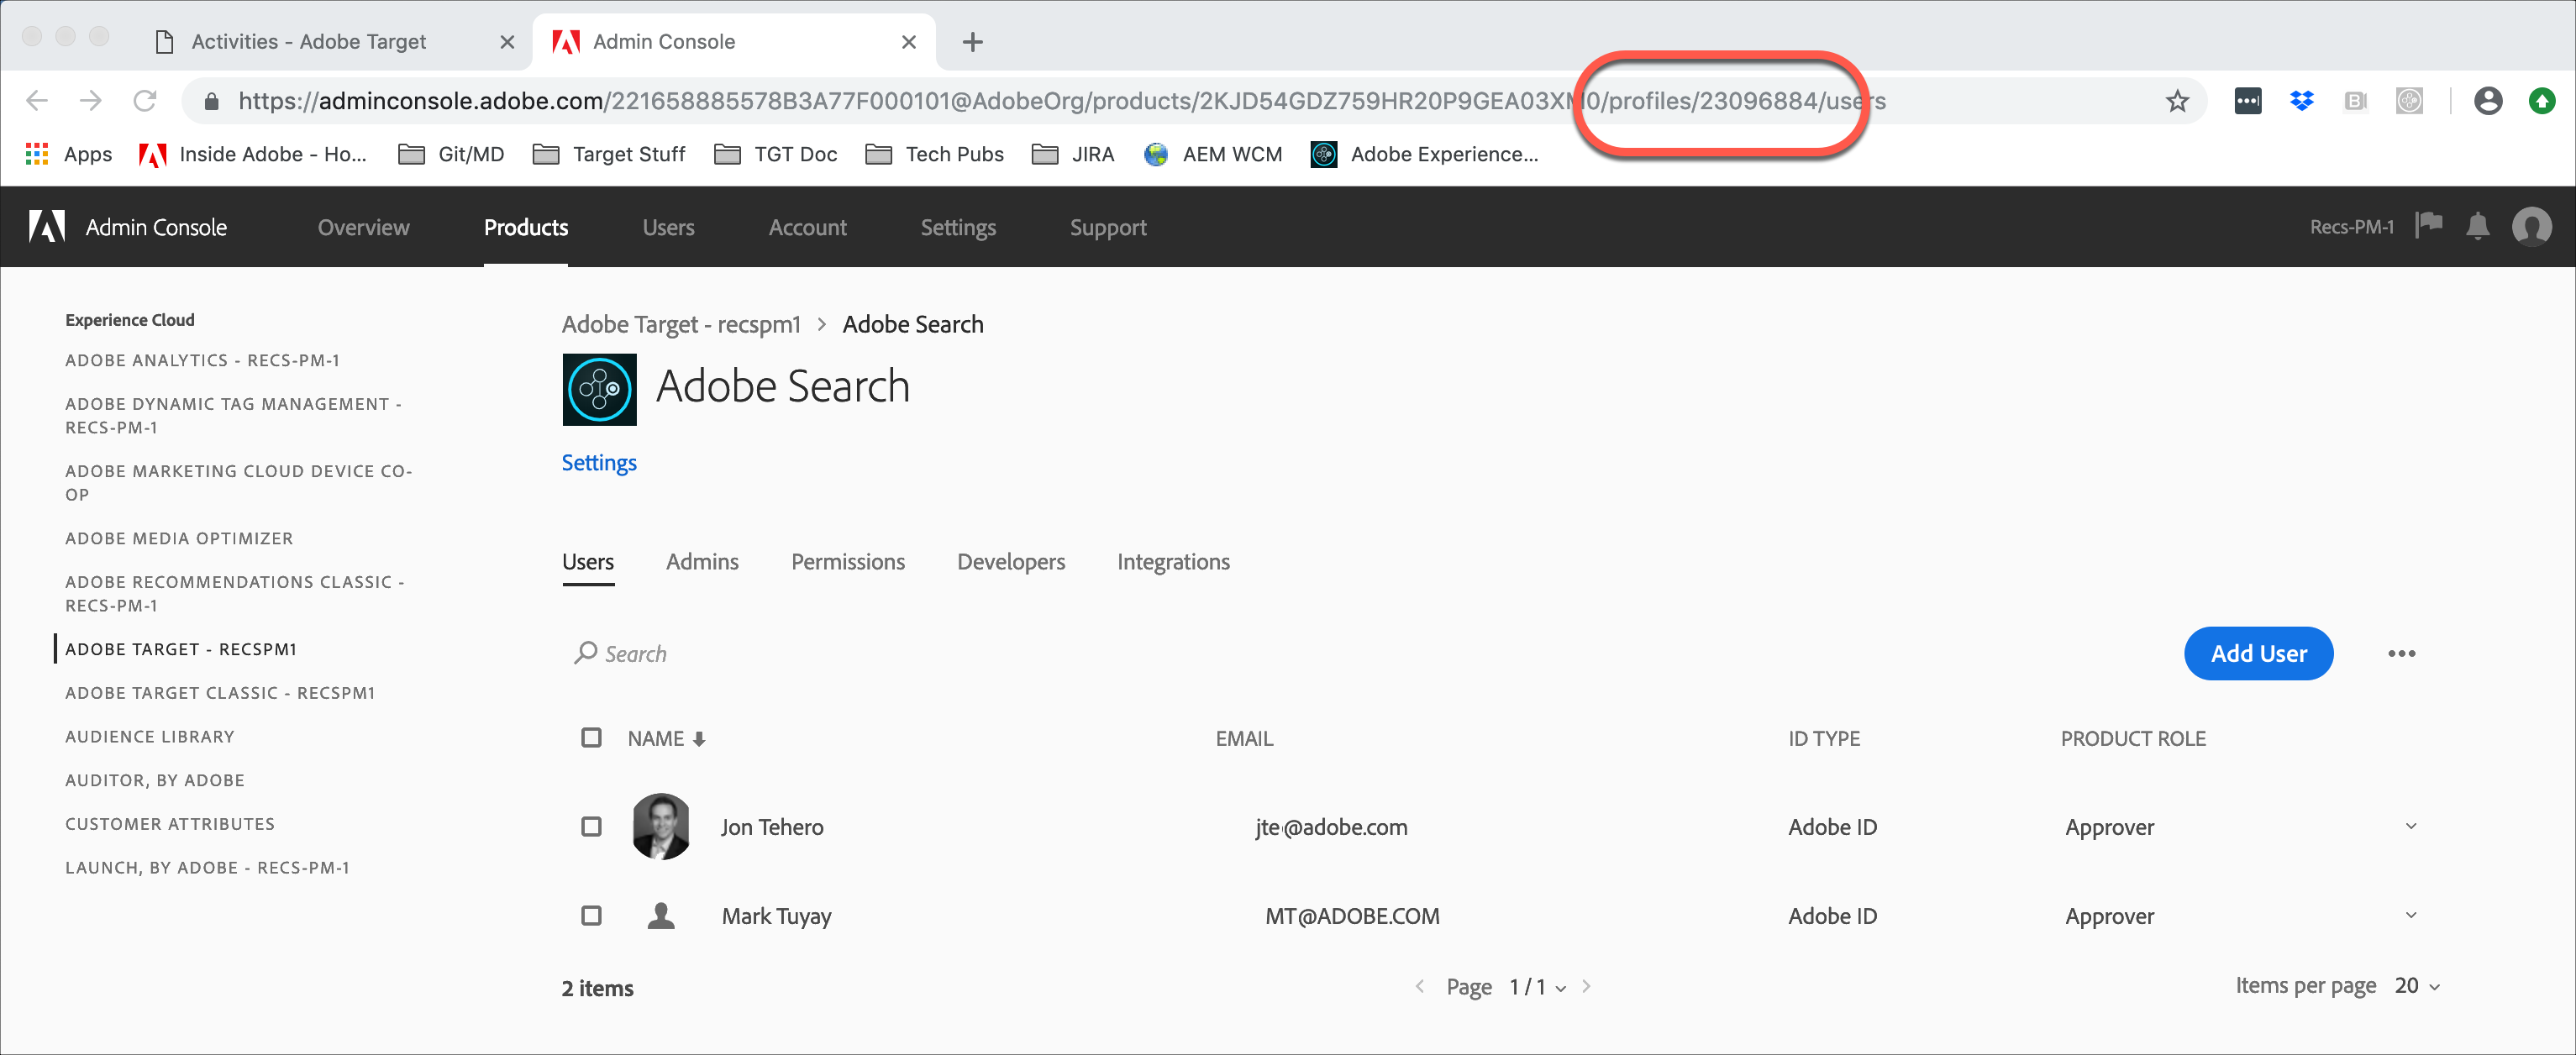 Activities - Adobe Target
Admin Console
https://adminconsole.adobe.com/221658885578B3A77F000101@AdobeOrg/products/2KJD54GDZ759HR20P9GEA03XM0/profiles/23096884/users
Apps
Inside Adobe - Ho...
Git/MD
Target Stuff
TGT Doc
Tech Pubs
JIRA
AEM WCM
Adobe Experience...
Admin Console
Overview
Products
Users
Account
Settings
Support
Recs-PM-1
Experience Cloud
ADOBE ANALYTICS - RECS-PM-1
ADOBE DYNAMIC TAG MANAGEMENT -
RECS-PM-1
ADOBE MARKETING CLOUD DEVICE CO-
OP
ADOBE MEDIA OPTIMIZER
ADOBE RECOMMENDATIONS CLASSIC -
RECS-PM-1
ADOBE TARGET - RECSPM1
ADOBE TARGET CLASSIC - RECSPM1
AUDIENCE LIBRARY
AUDITOR, BY ADOBE
CUSTOMER ATTRIBUTES
LAUNCH, BY ADOBE - RECS-PM-1
Adobe Target - recspm1 > Adobe Search
Adobe Search
Settings
Users
Admins
Permissions
Developers
Integrations
Search
Add User
NAME
EMAIL
ID TYPE
PRODUCT ROLE
Jon Tehero
jte@adobe.com
Adobe ID
Approver
Mark Tuyay
MT@ADOBE.COM
Adobe ID
Approver
2 items
Page 1 / 1
Items per page 20